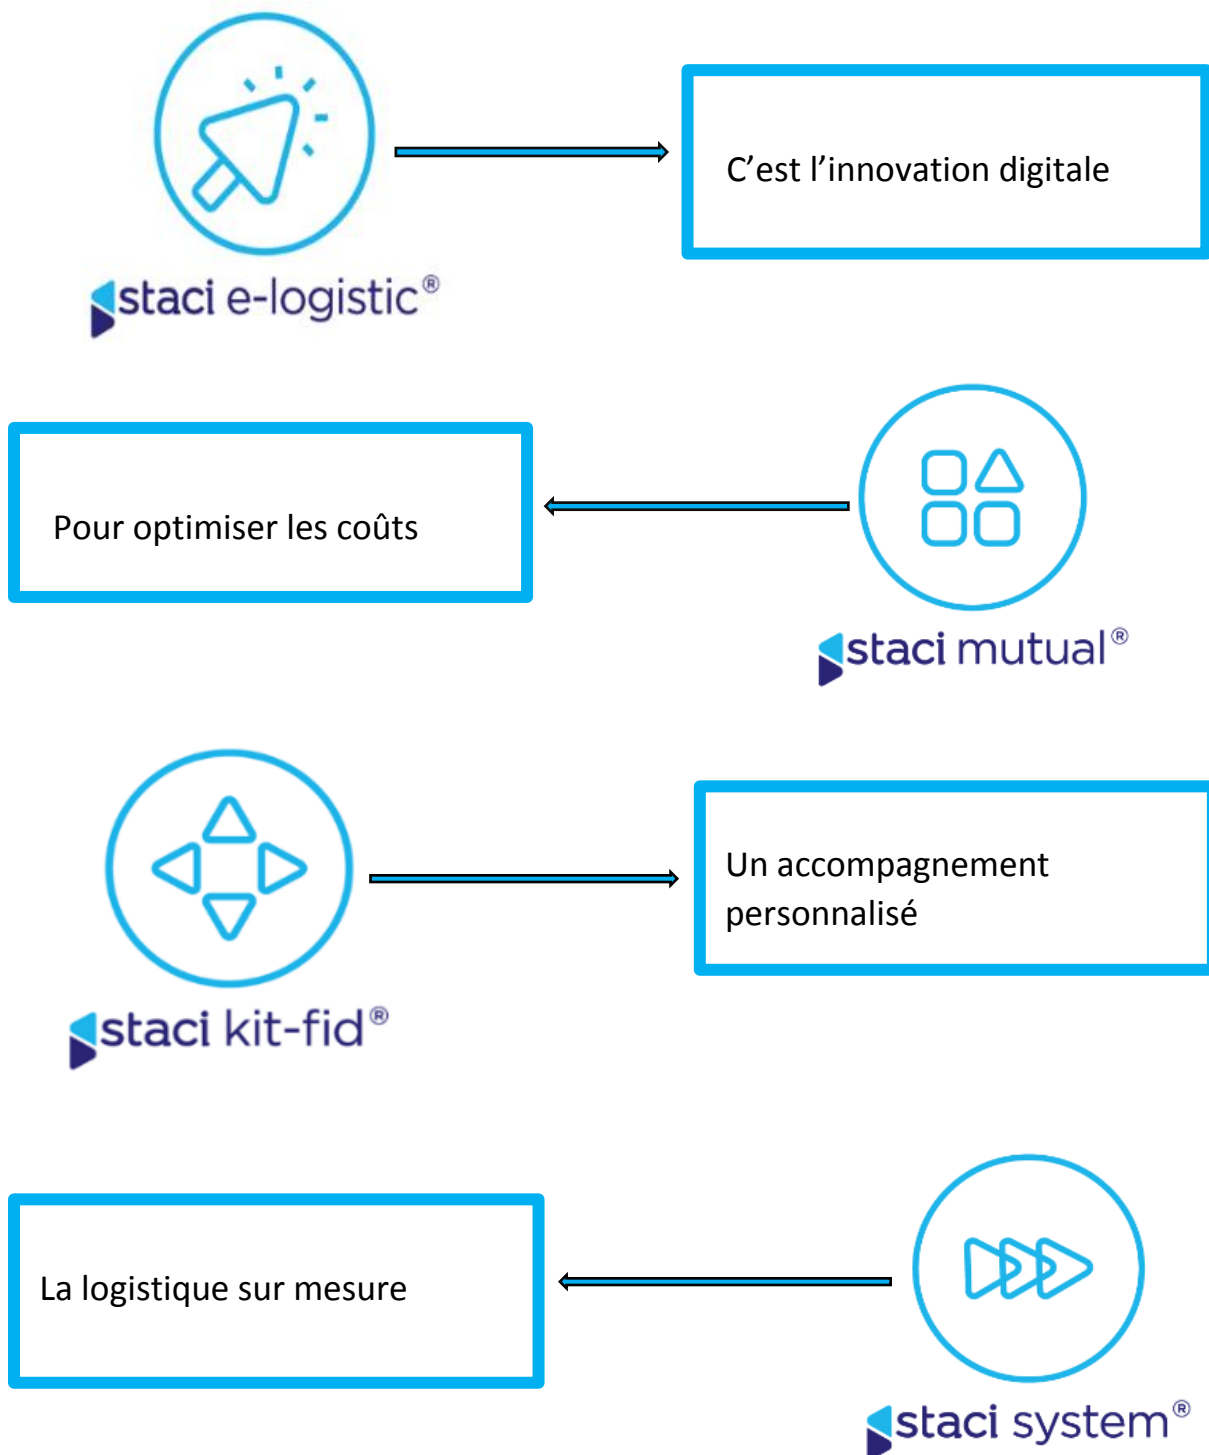 C’est l’innovation digitale
staci e-logistic®
Pour optimiser les coûts
staci mutual®
Un accompagnement
personnalisé
staci kit-fid®
La logistique sur mesure
staci system®